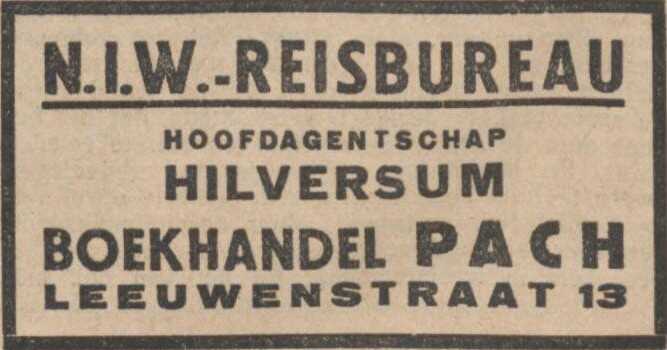 N.I.W.-REISBUREAU
HOOFDAGENTSCHAP
HILVERSUM
BOEKHANDEL PACH
LEEUWENSTRAAT 13